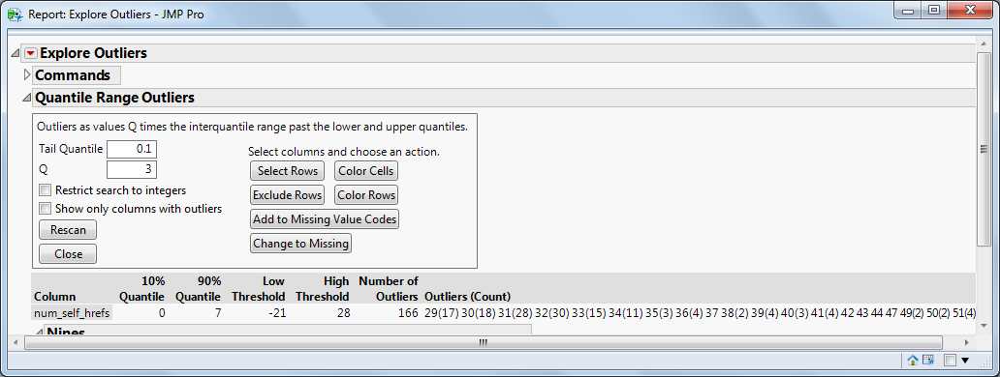 Report: Explore Outliers - JMP Pro
Explore Outliers
Commands
Quantile Range Outliers
Outliers as values Q times the interquantile range past the lower and upper quantiles.
Tail Quantile 0.1
Q 3
Restrict search to integers
Show only columns with outliers
Rescan
Close
Select columns and choose an action.
Select Rows Color Cells
Exclude Rows Color Rows
Add to Missing Value Codes
Change to Missing
10% 90% Low High Number of
Column Quantile Quantile Threshold Threshold Outliers Outliers (Count)
num_self_hrefs 0 7 -21 28 166 29(17) 30(18) 31(28) 32(30) 33(15) 34(11) 35(3) 36(4) 37 38(2) 39(4) 40(3) 41(4) 42 43 44 47 49(2) 50(2) 51(4)
Nines